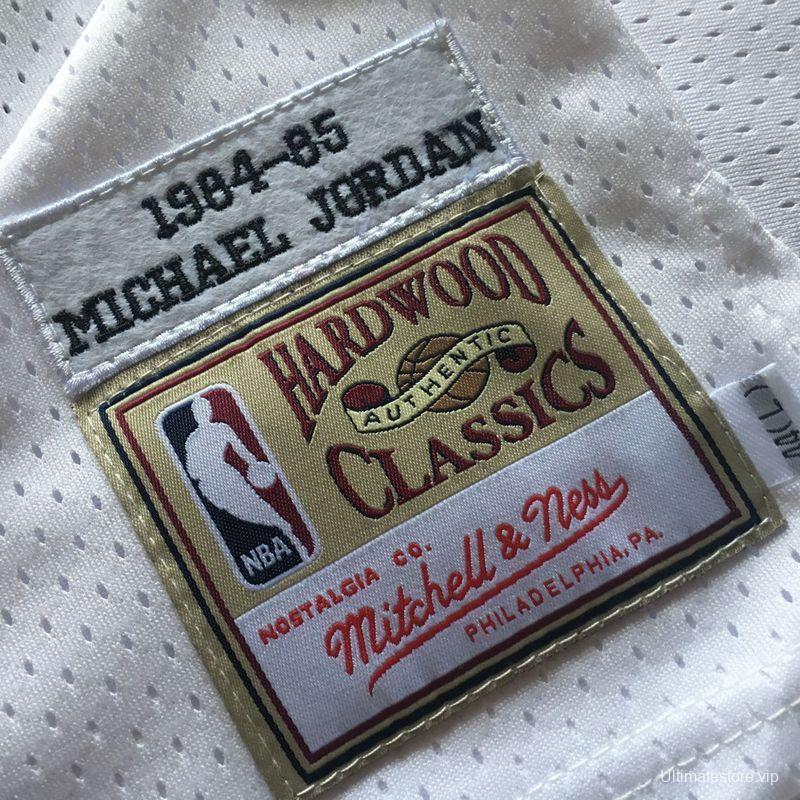 1984-85
MICHAEL JORDAN
HARDWOOD
AUTHENTIC
CLASSICS
NBA
NOSTALGIA CO.
Mitchell & Ness
PHILADELPHIA, PA.
Ultimatestore.vip